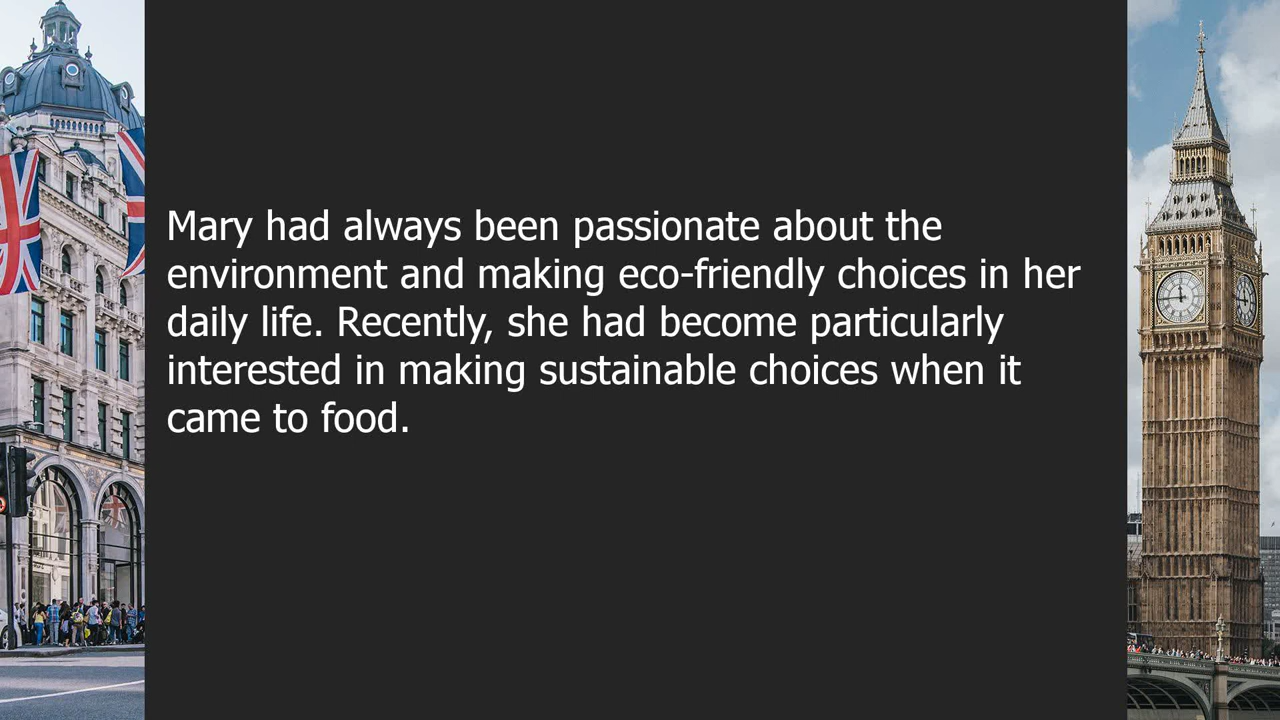 Mary had always been passionate about the
environment and making eco-friendly choices in her
daily life. Recently, she had become particularly
interested in making sustainable choices when it
came to food.